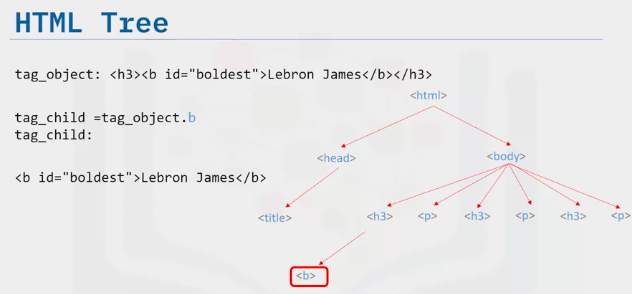 HTML Tree
tag_object: <h3><b id="boldest">Lebron James</b></h3>
<html>
tag_child =tag_object.b
tag_child:
<head>
<body>
<b id="boldest">Lebron James</b>
<title>
<h3> <p> <h3> <p> <h3> <p>
<b>